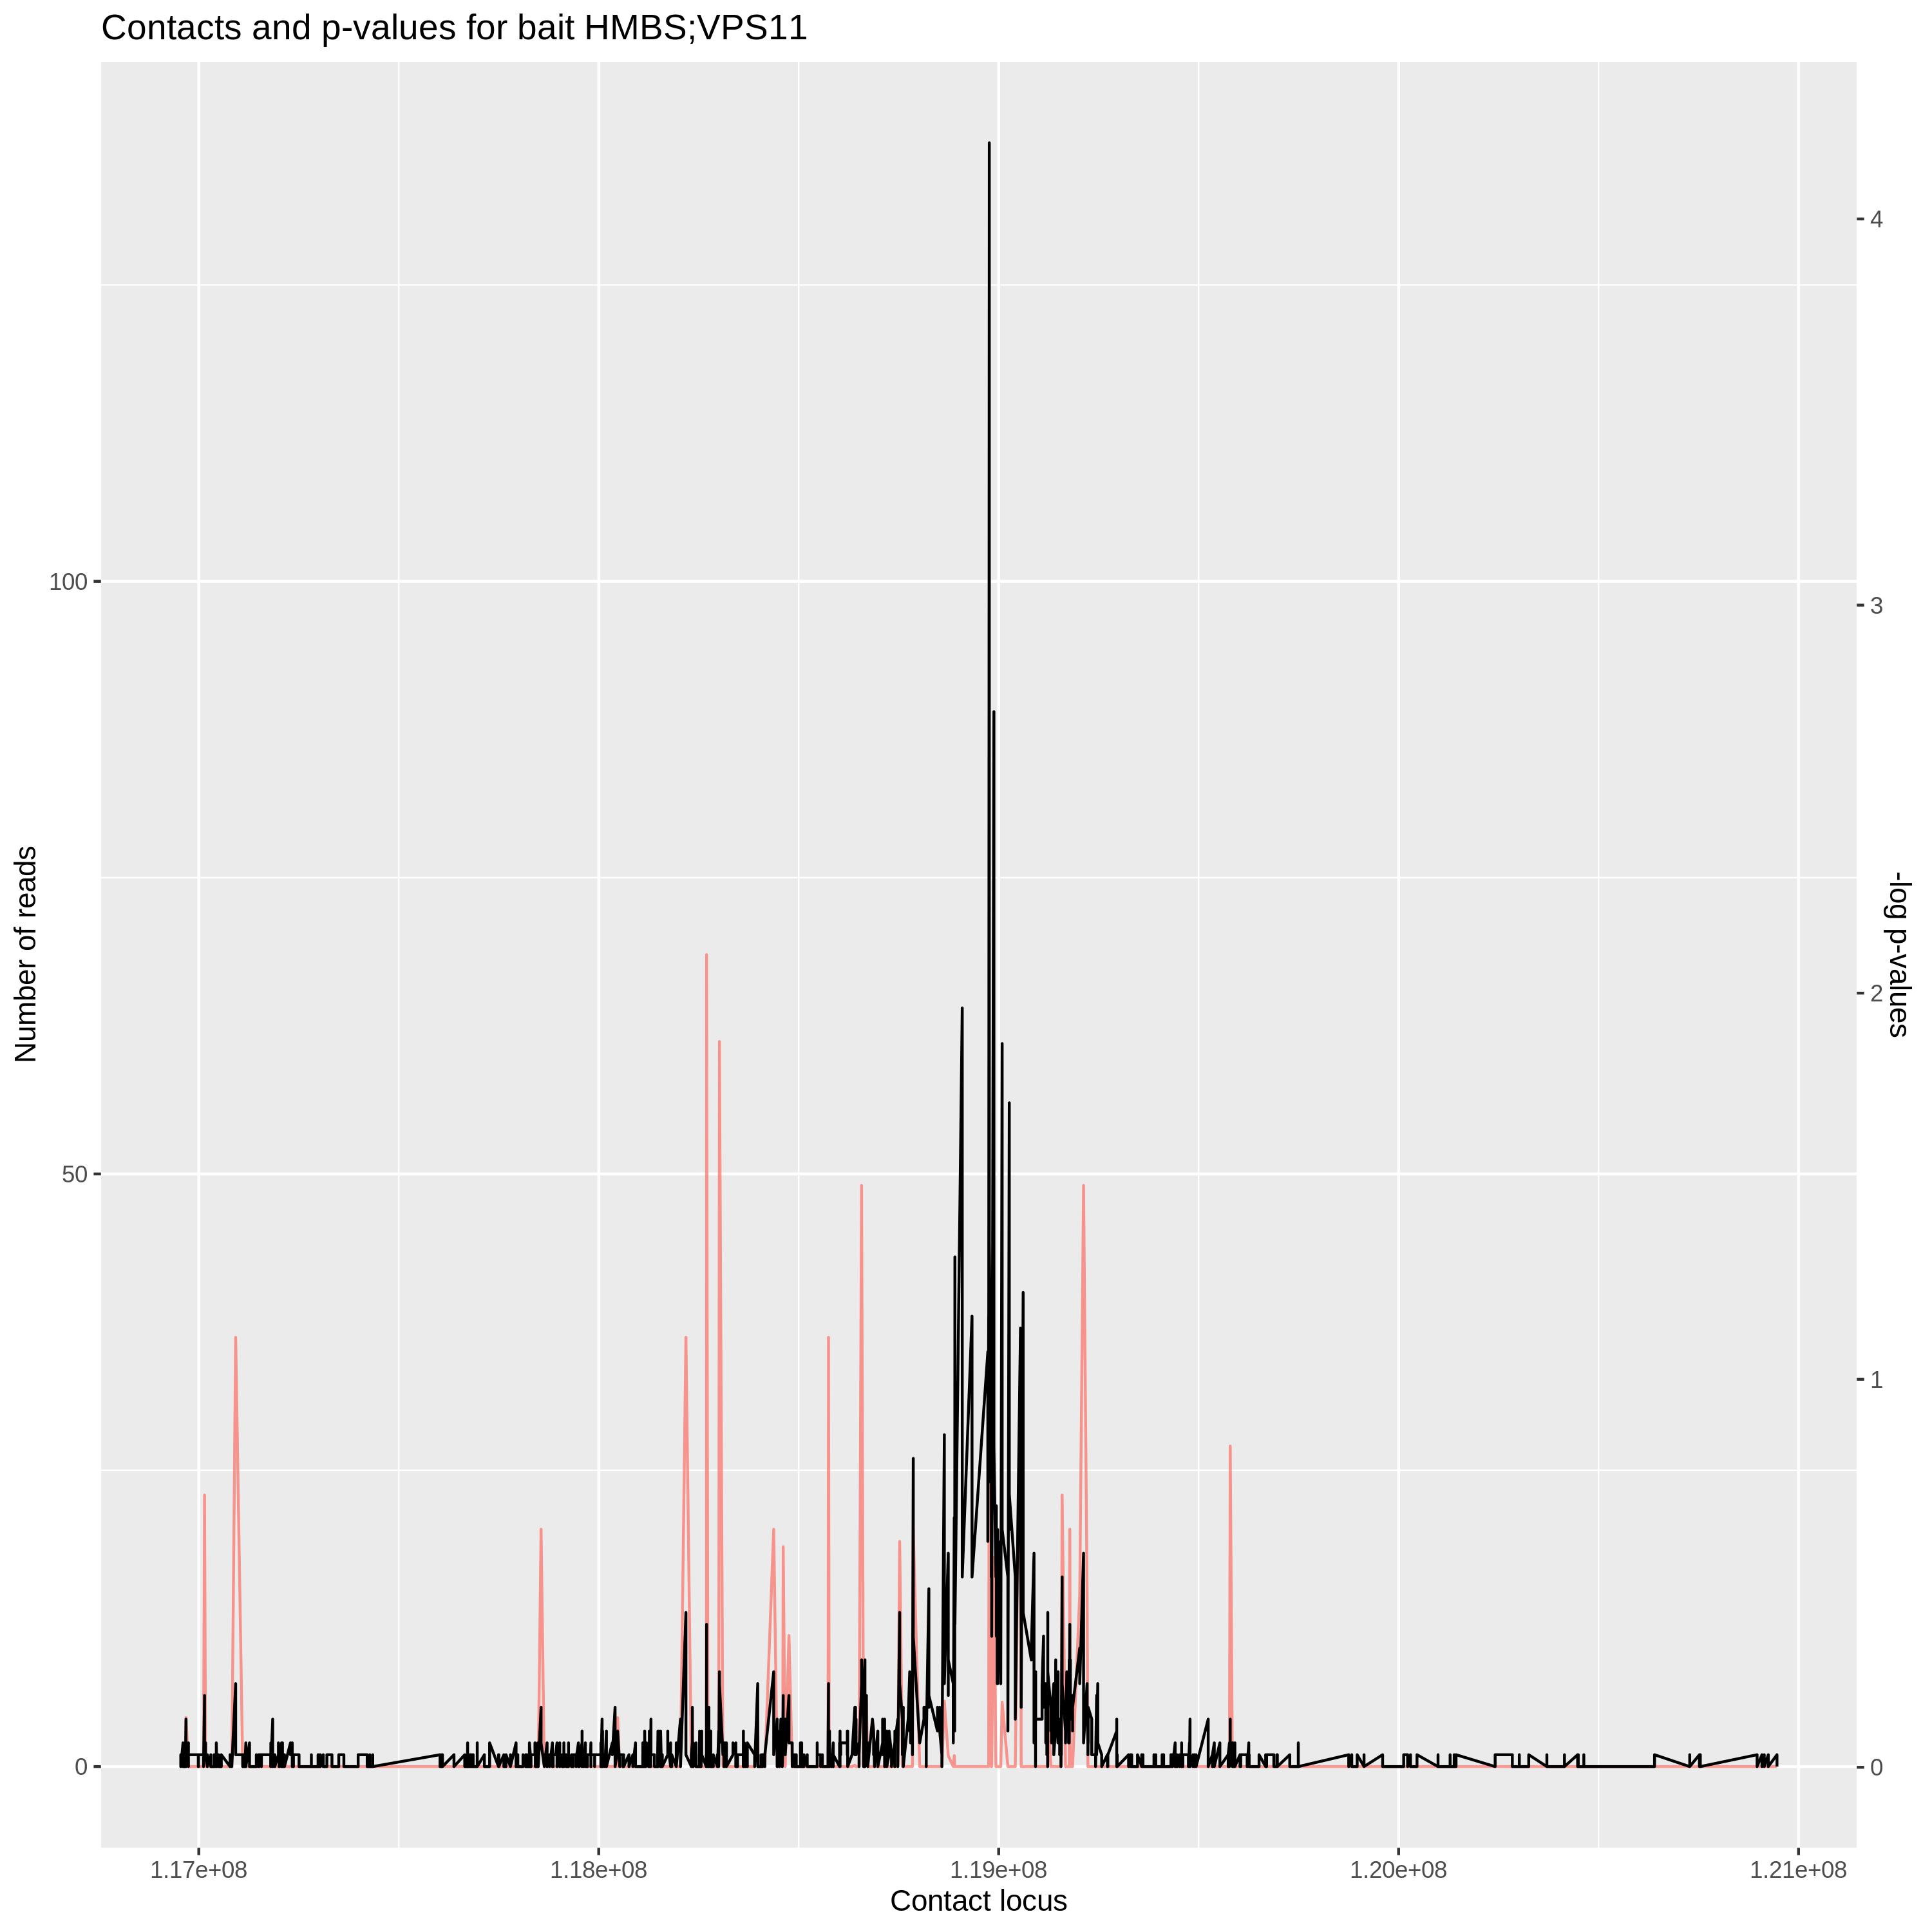 Contacts and p-values for bait HMBS;VPS11
Number of reads
100
50
0
4
3
2
1
0
-log p-values
1.17e+08
1.18e+08
1.19e+08
1.20e+08
1.21e+08
Contact locus